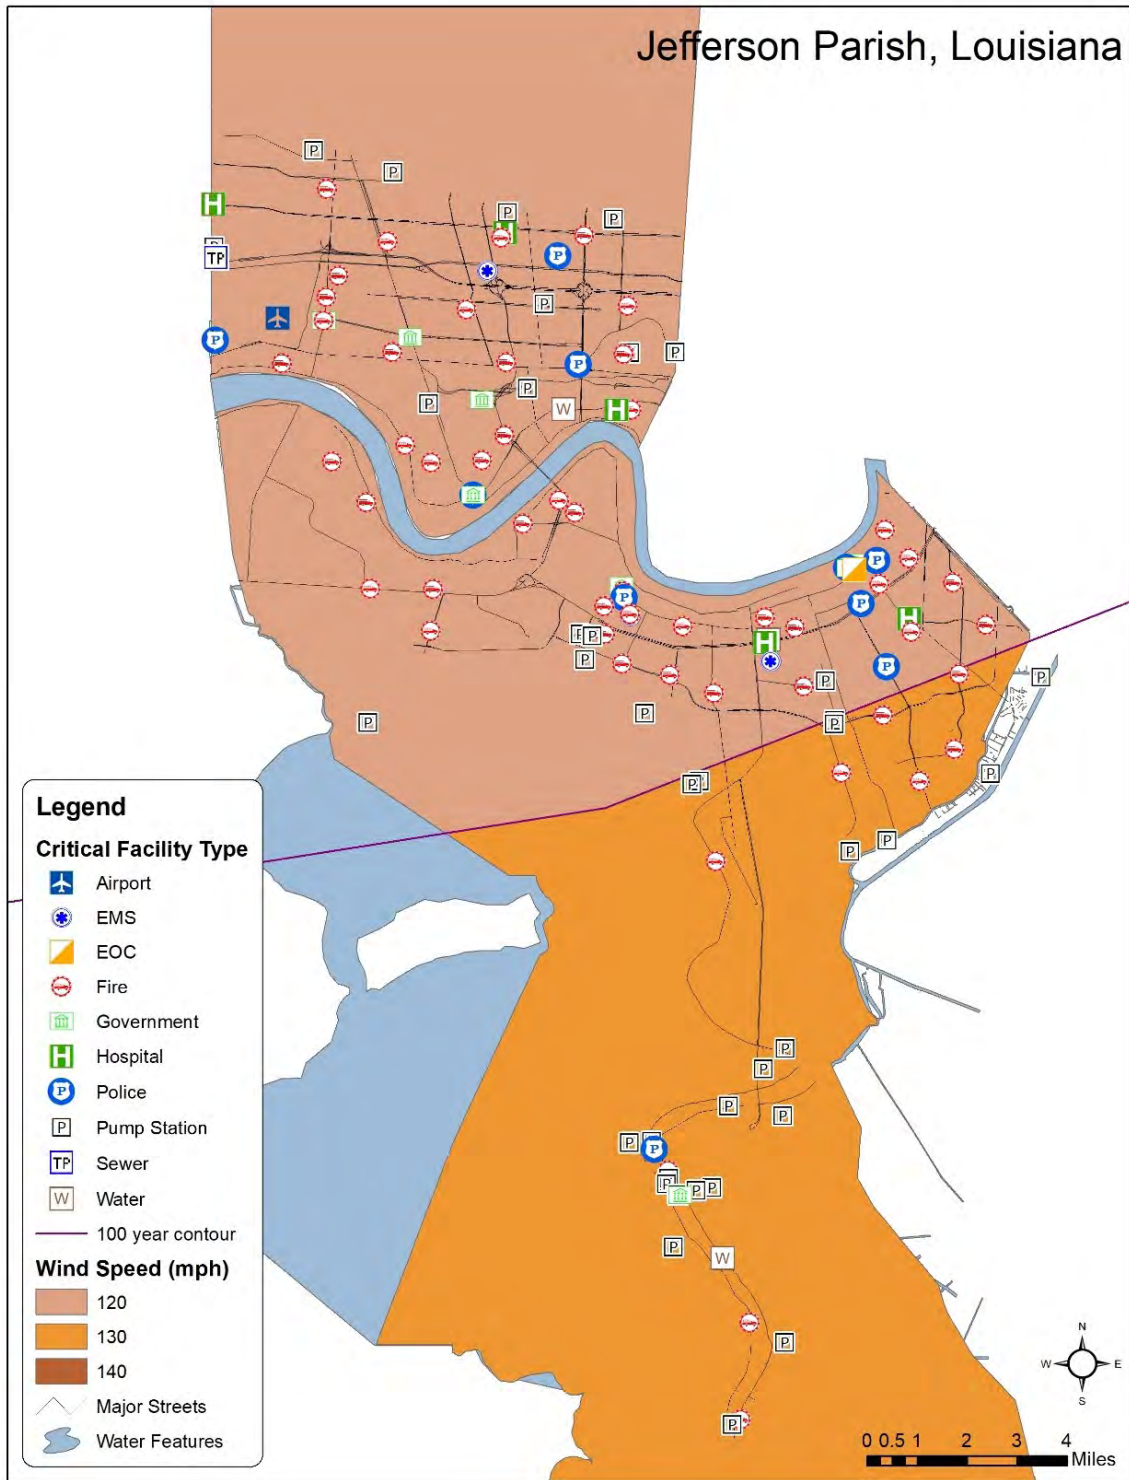 Jefferson Parish, Louisiana
Legend
Critical Facility Type
Airport
EMS
EOC
Fire
Government
H Hospital
P Police
P Pump Station
TP Sewer
W Water
100 year contour
Wind Speed (mph)
120
130
140
Major Streets
Water Features
N
W E
S
0 0.5 1 2 3 4
Miles